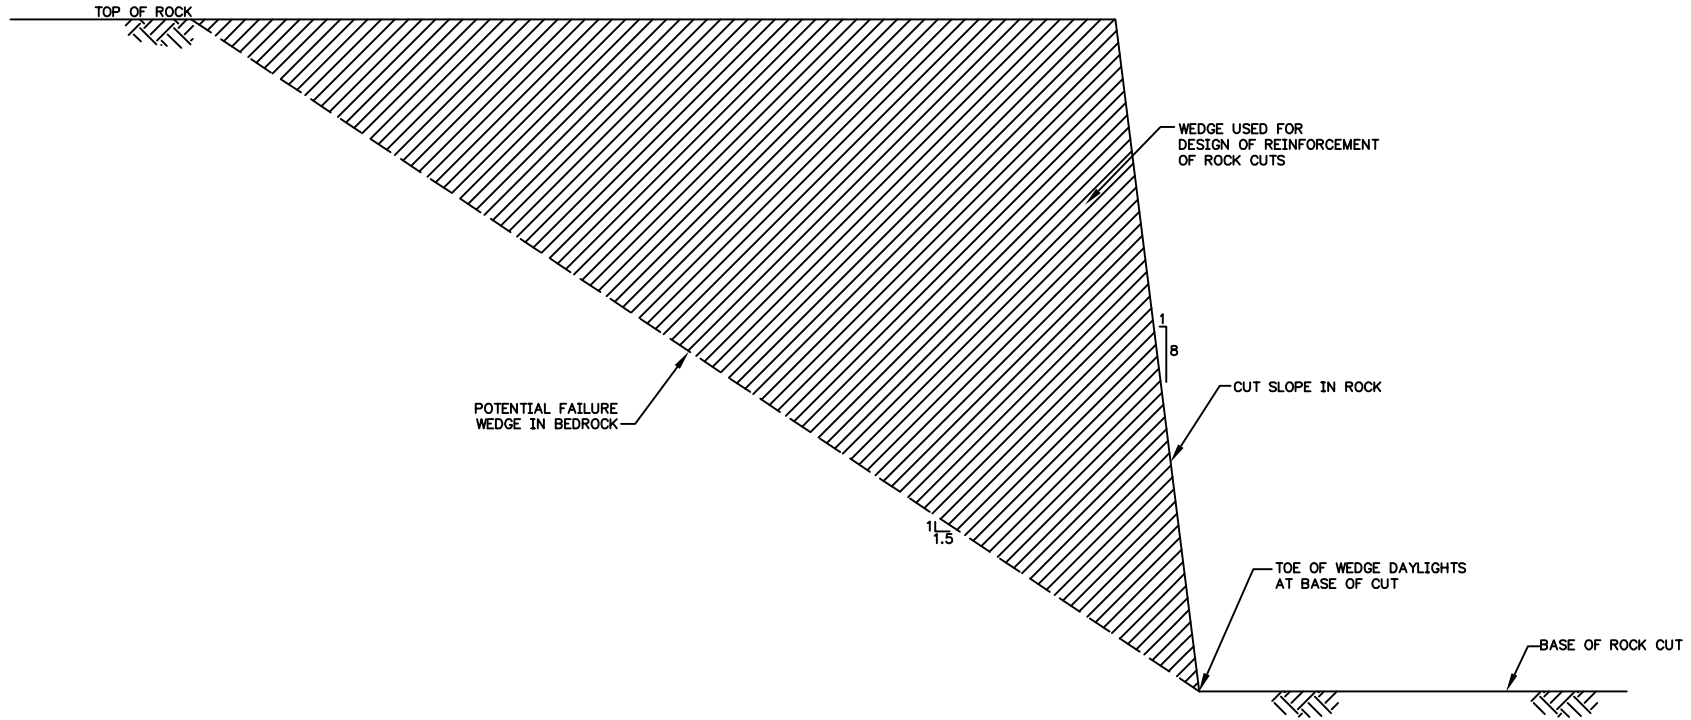 TOP OF ROCK
WEDGE USED FOR
DESIGN OF REINFORCEMENT
OF ROCK CUTS
1
8
CUT SLOPE IN ROCK
POTENTIAL FAILURE
WEDGE IN BEDROCK
1
1.5
TOE OF WEDGE DAYLIGHTS
AT BASE OF CUT
BASE OF ROCK CUT